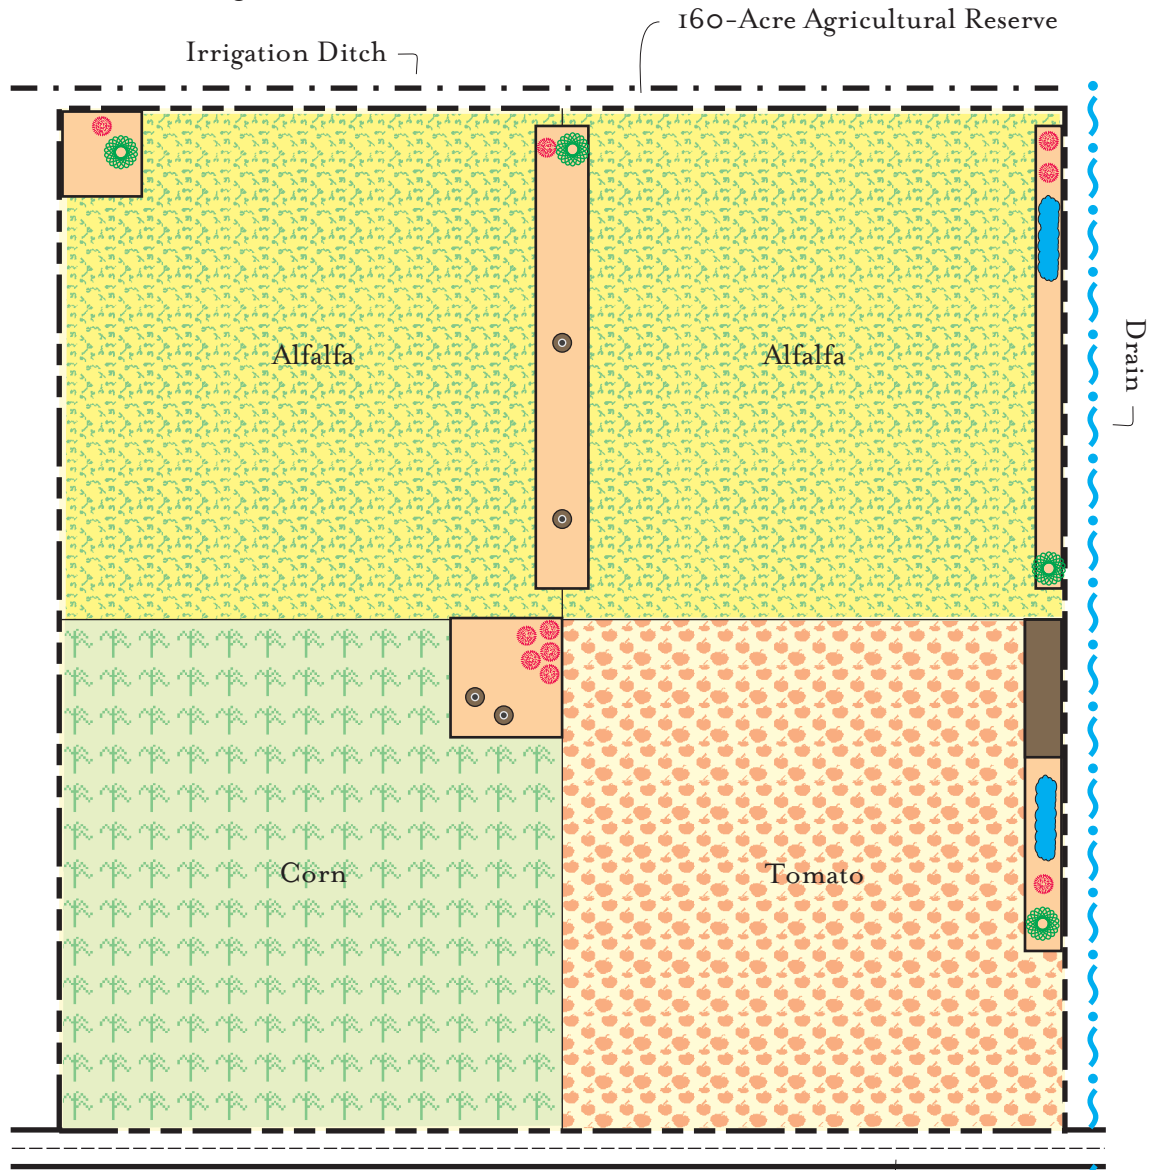 160-Acre Agricultural Reserve
Irrigation Ditch
Alfalfa
Alfalfa
Drain
Corn
Tomato